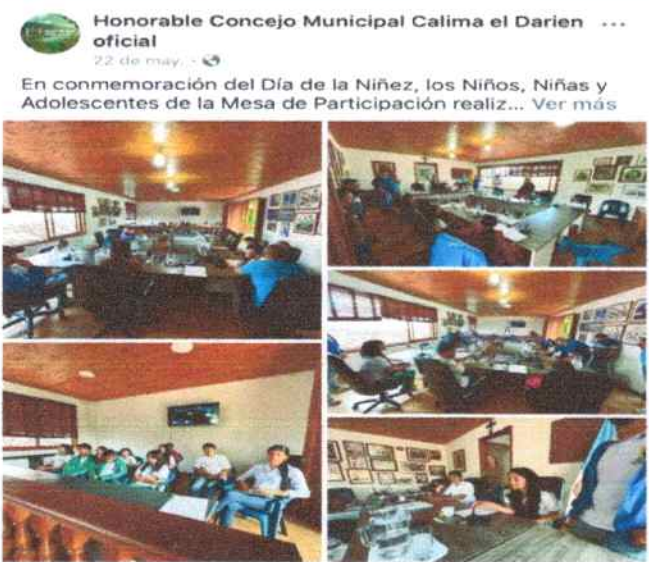 Honorable Concejo Municipal Calima el Darien ...
oficial
22 de may. ·
En conmemoración del Día de la Niñez, los Niños, Niñas y
Adolescentes de la Mesa de Participación realiz... Ver más